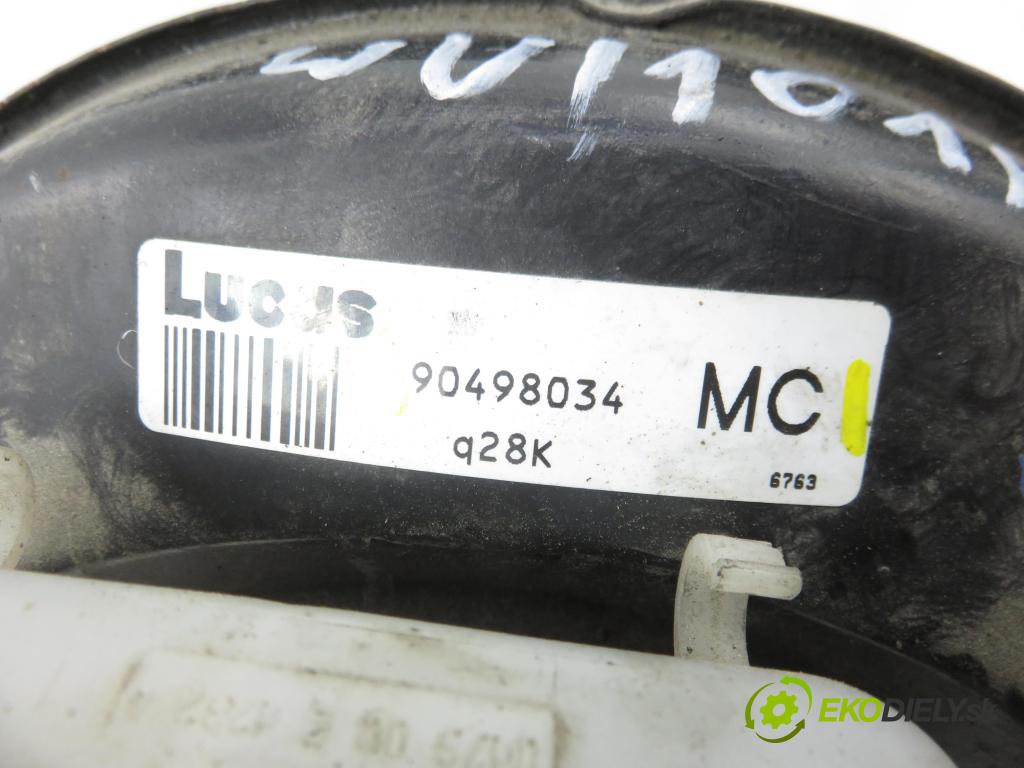 Lucas
90498034
MC
q28K
6763
EKODIELY.sk